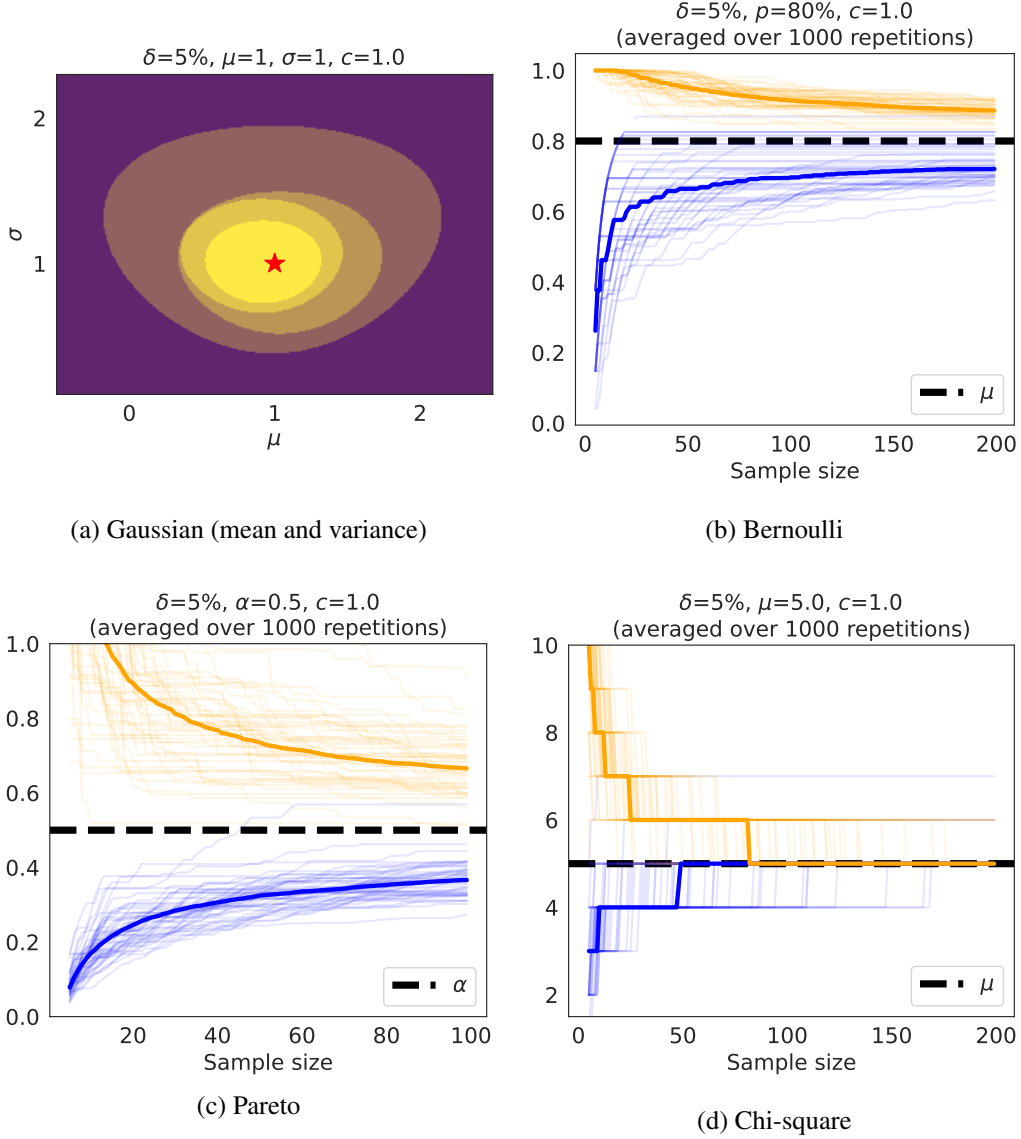 δ=5%, μ=1, σ=1, c=1.0
2
1
σ
0
1
2
μ
(a) Gaussian (mean and variance)
δ=5%, p=80%, c=1.0
(averaged over 1000 repetitions)
1.0
0.8
0.6
0.4
0.2
0.0
μ
0
50
100
150
200
Sample size
(b) Bernoulli
δ=5%, α=0.5, c=1.0
(averaged over 1000 repetitions)
1.0
0.8
0.6
0.4
0.2
0.0
α
20
40
60
80
100
Sample size
(c) Pareto
δ=5%, μ=5.0, c=1.0
(averaged over 1000 repetitions)
10
8
6
4
2
μ
0
50
100
150
200
Sample size
(d) Chi-square